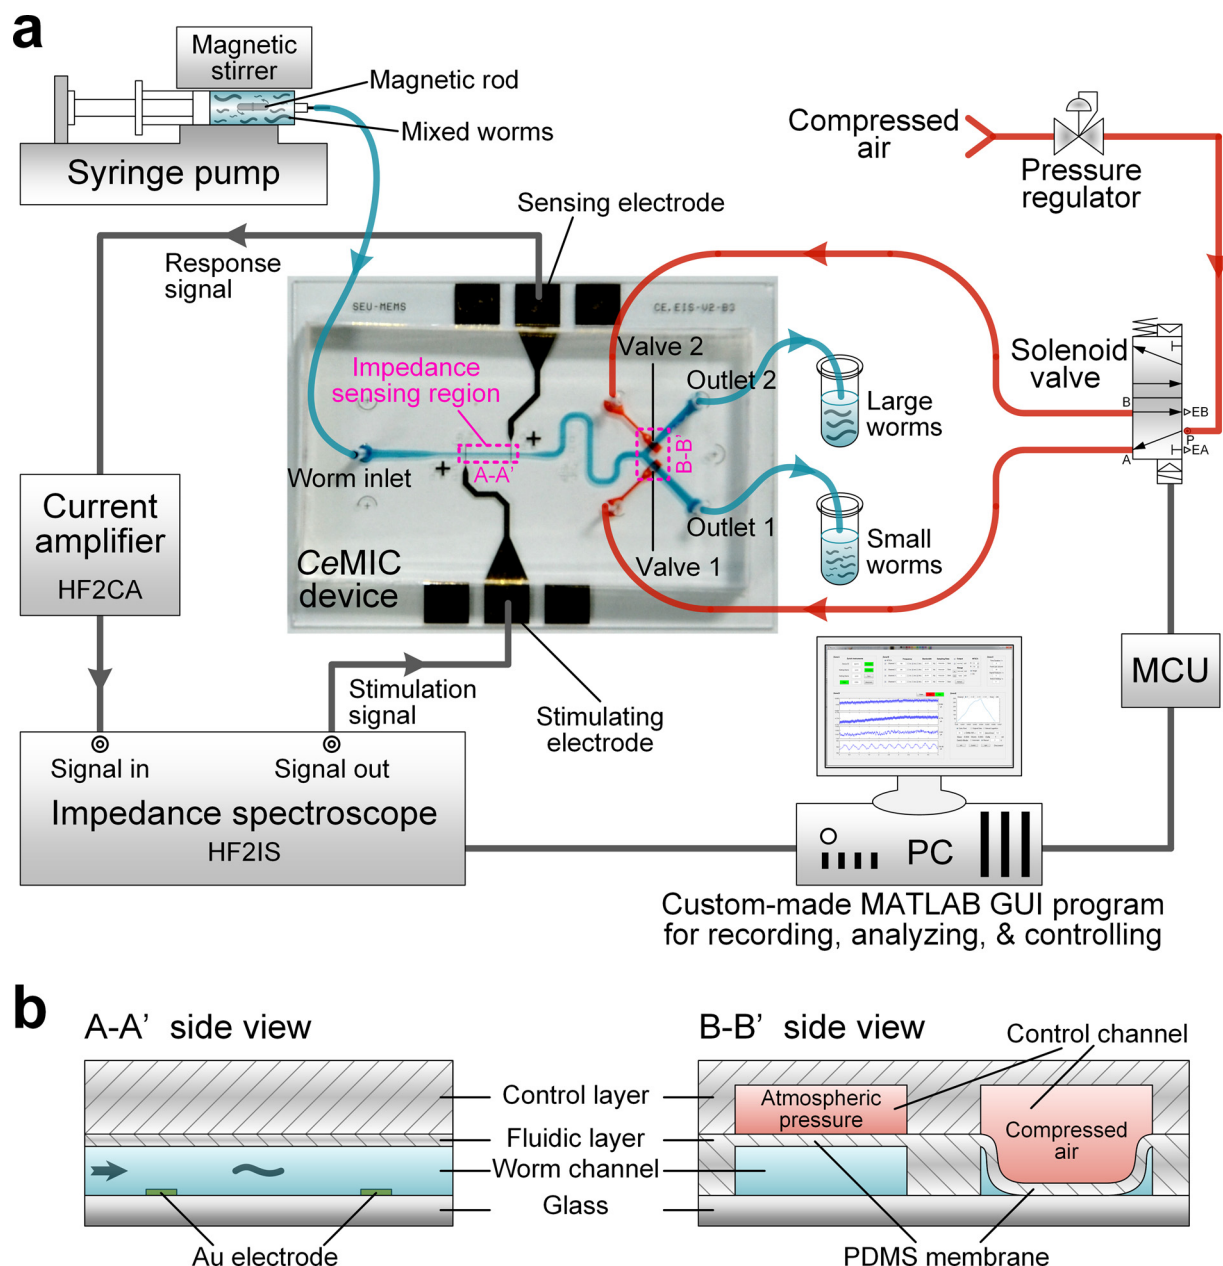 a
Magnetic
stirrer
Magnetic rod
Mixed worms
Syringe pump
Compressed
air
Pressure
regulator
Sensing electrode
Response
signal
SEU-MEMS
CE.EIS-V2-BG
Valve 2
Impedance
sensing region
Outlet 2
Solenoid
valve
Large
worms
B
EB
P
EA
A
+
+
A-A’
B-B’
Worm inlet
Outlet 1
Small
worms
Valve 1
CeMIC
device
Current
amplifier
HF2CA
MCU
Stimulation
signal
Stimulating
electrode
Signal in
Signal out
Impedance spectroscope
HF2IS
PC
Custom-made MATLAB GUI program
for recording, analyzing, & controlling
b
A-A’ side view
B-B’ side view
Control channel
Control layer
Atmospheric
pressure
Compressed
air
Fluidic layer
Worm channel
Glass
Au electrode
PDMS membrane